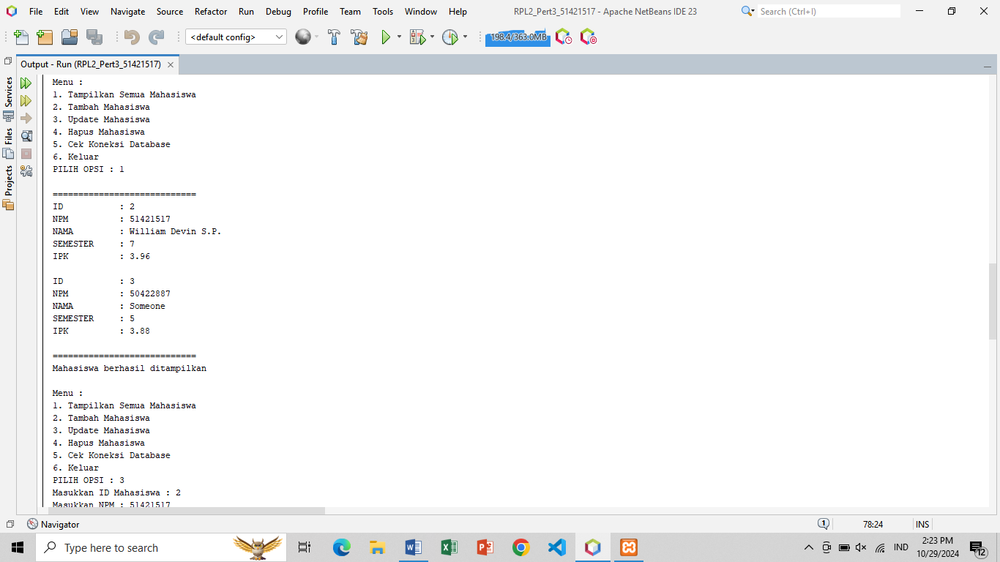 File Edit View Navigate Source Refactor Run Debug Profile Team Tools Window Help RPL2_Pert3_51421517 - Apache NetBeans IDE 23 Search (Ctrl+I)
<default config> 198.4/363.0MB
Output - Run (RPL2_Pert3_51421517)
Services
Files
Projects
Menu :
1. Tampilkan Semua Mahasiswa
2. Tambah Mahasiswa
3. Update Mahasiswa
4. Hapus Mahasiswa
5. Cek Koneksi Database
6. Keluar
PILIH OPSI : 1
============================
ID : 2
NPM : 51421517
NAMA : William Devin S.P.
SEMESTER : 7
IPK : 3.96
ID : 3
NPM : 50422887
NAMA : Someone
SEMESTER : 5
IPK : 3.88
============================
Mahasiswa berhasil ditampilkan
Menu :
1. Tampilkan Semua Mahasiswa
2. Tambah Mahasiswa
3. Update Mahasiswa
4. Hapus Mahasiswa
5. Cek Koneksi Database
6. Keluar
PILIH OPSI : 3
Masukkan ID Mahasiswa : 2
Masukkan NPM : 51421517
Navigator 1 78:24 INS
Type here to search IND 2:23 PM
10/29/2024 12